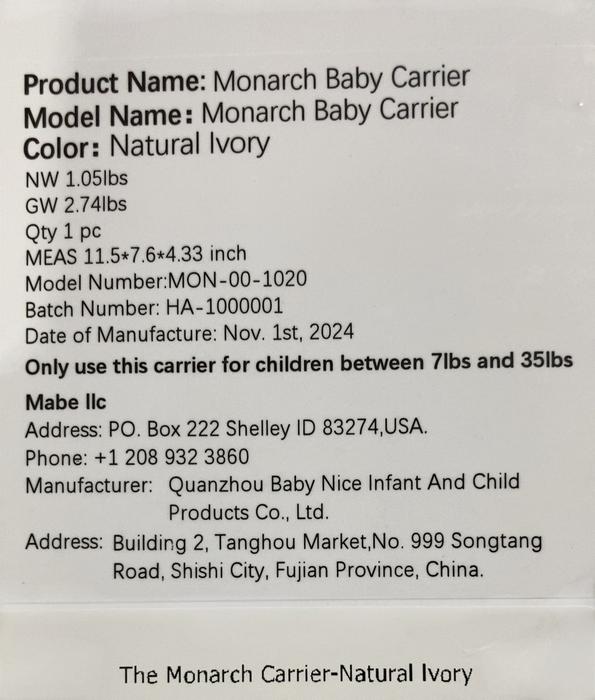 Product Name: Monarch Baby Carrier
Model Name: Monarch Baby Carrier
Color: Natural Ivory
NW 1.05lbs
GW 2.74lbs
Qty 1 pc
MEAS 11.5*7.6*4.33 inch
Model Number:MON-00-1020
Batch Number: HA-1000001
Date of Manufacture: Nov. 1st, 2024
Only use this carrier for children between 7lbs and 35lbs
Mabe llc
Address: PO. Box 222 Shelley ID 83274,USA.
Phone: +1 208 932 3860
Manufacturer: Quanzhou Baby Nice Infant And Child
Products Co., Ltd.
Address: Building 2, Tanghou Market,No. 999 Songtang
Road, Shishi City, Fujian Province, China.
The Monarch Carrier-Natural Ivory